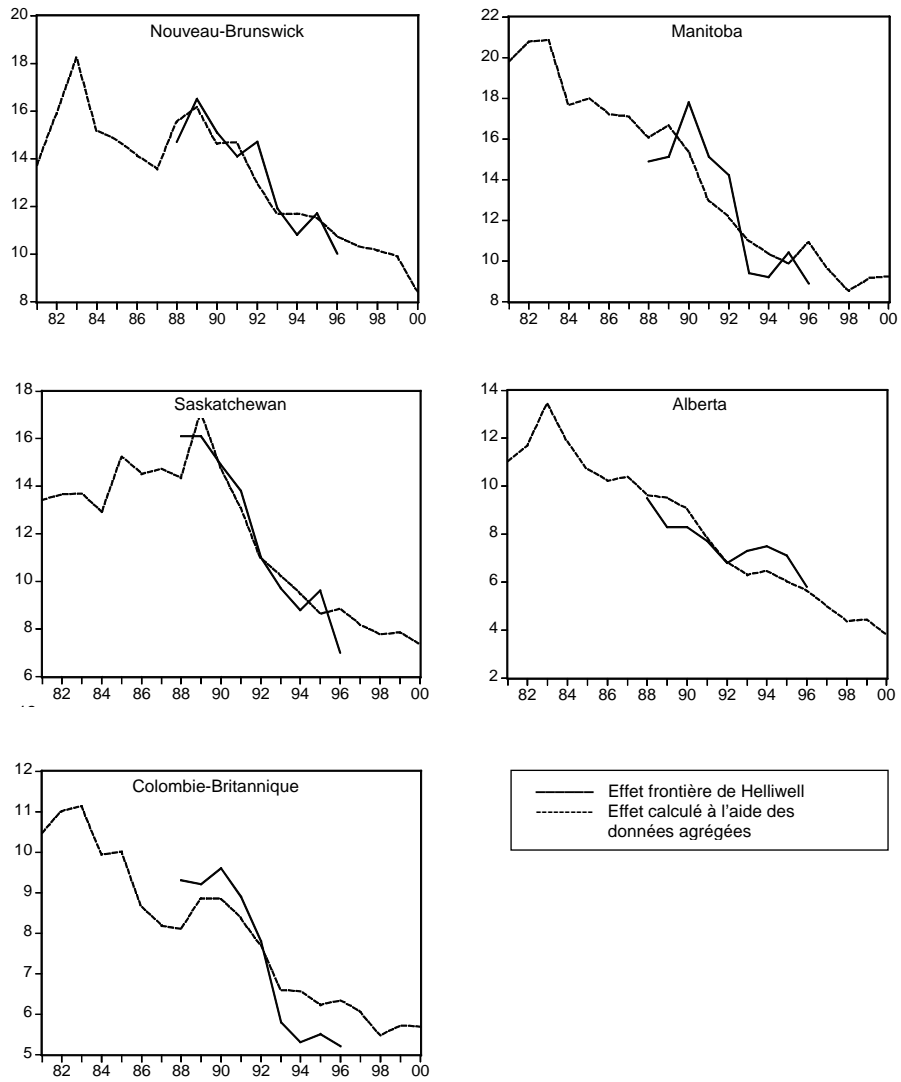 Nouveau-Brunswick
20
18
16
14
12
10
8
82 84 86 88 90 92 94 96 98 00
Manitoba
22
20
18
16
14
12
10
8
82 84 86 88 90 92 94 96 98 00
Saskatchewan
18
16
14
12
10
8
6
82 84 86 88 90 92 94 96 98 00
Alberta
14
12
10
8
6
4
2
82 84 86 88 90 92 94 96 98 00
Colombie-Britannique
12
11
10
9
8
7
6
5
82 84 86 88 90 92 94 96 98 00
Effet frontière de Helliwell
Effet calculé à l'aide des
données agrégées